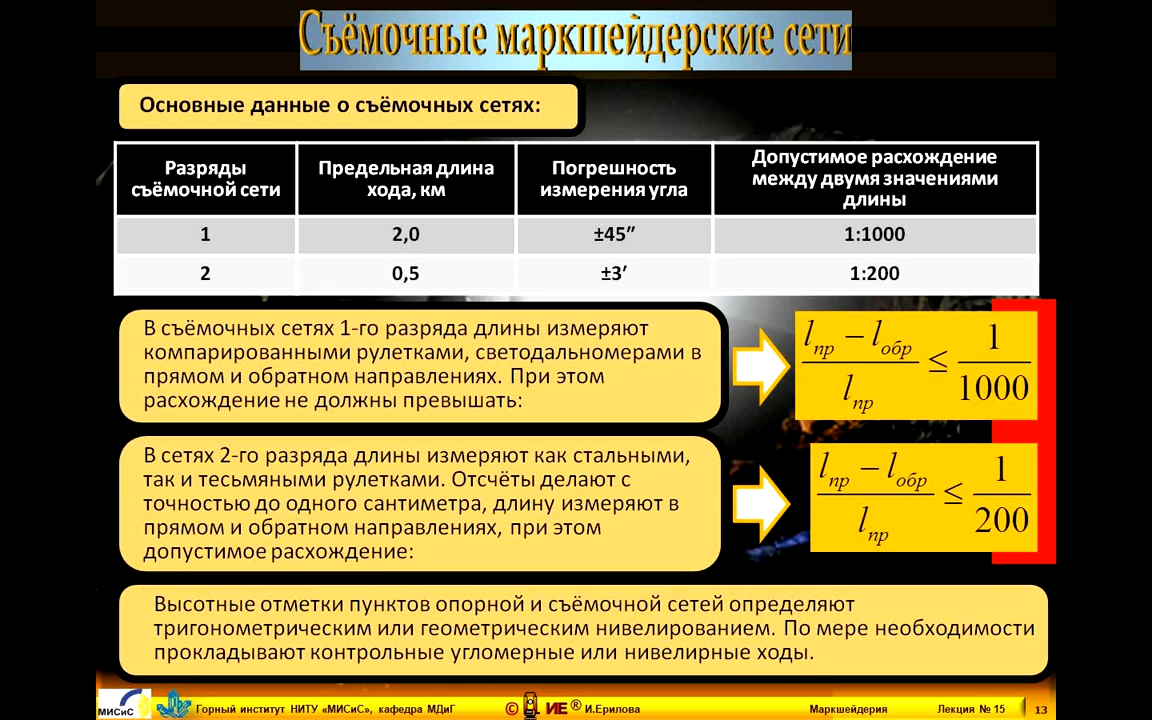 Съёмочные маркшейдерские сети
Основные данные о съёмочных сетях:
Разряды съёмочной сети
Предельная длина хода, км
Погрешность измерения угла
Допустимое расхождение между двумя значениями длины
1 2,0 ±45″ 1:1000
2 0,5 ±3′ 1:200
В съёмочных сетях 1-го разряда длины измеряют
компарированными рулетками, светодальномерами в
прямом и обратном направлениях. При этом
расхождение не должны превышать:
(l_пр − l_обр) / l_пр ≤ 1 / 1000
В сетях 2-го разряда длины измеряют как стальными,
так и тесьмяными рулетками. Отсчёты делают с
точностью до одного сантиметра, длину измеряют в
прямом и обратном направлениях, при этом
допустимое расхождение:
(l_пр − l_обр) / l_пр ≤ 1 / 200
Высотные отметки пунктов опорной и съёмочной сетей определяют
тригонометрическим или геометрическим нивелированием. По мере необходимости
прокладывают контрольные угломерные или нивелирные ходы.
МИСиС Горный институт НИТУ «МИСиС», кафедра МДиГ © ИЕ ® И.Ерилова Маркшейдерия Лекция № 15 13